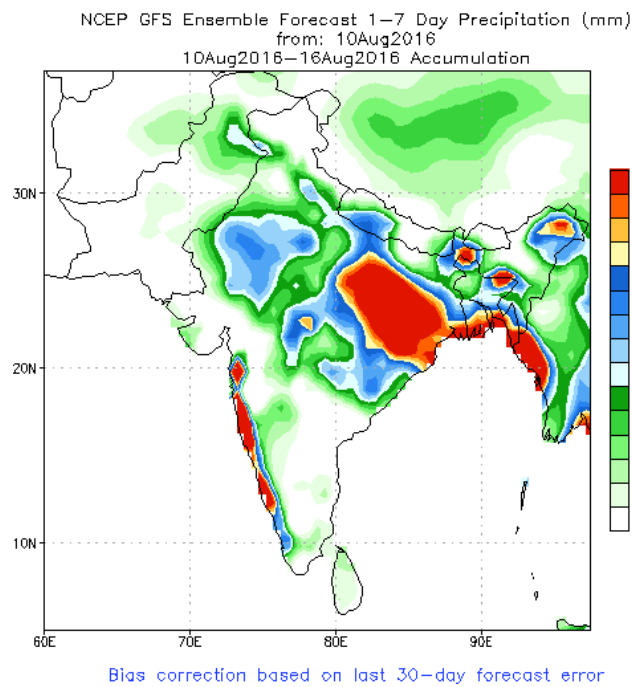 NCEP GFS Ensemble Forecast 1–7 Day Precipitation (mm)
from: 10Aug2016
10Aug2016–16Aug2016 Accumulation
30N
20N
10N
60E
70E
80E
90E
Bias correction based on last 30–day forecast error